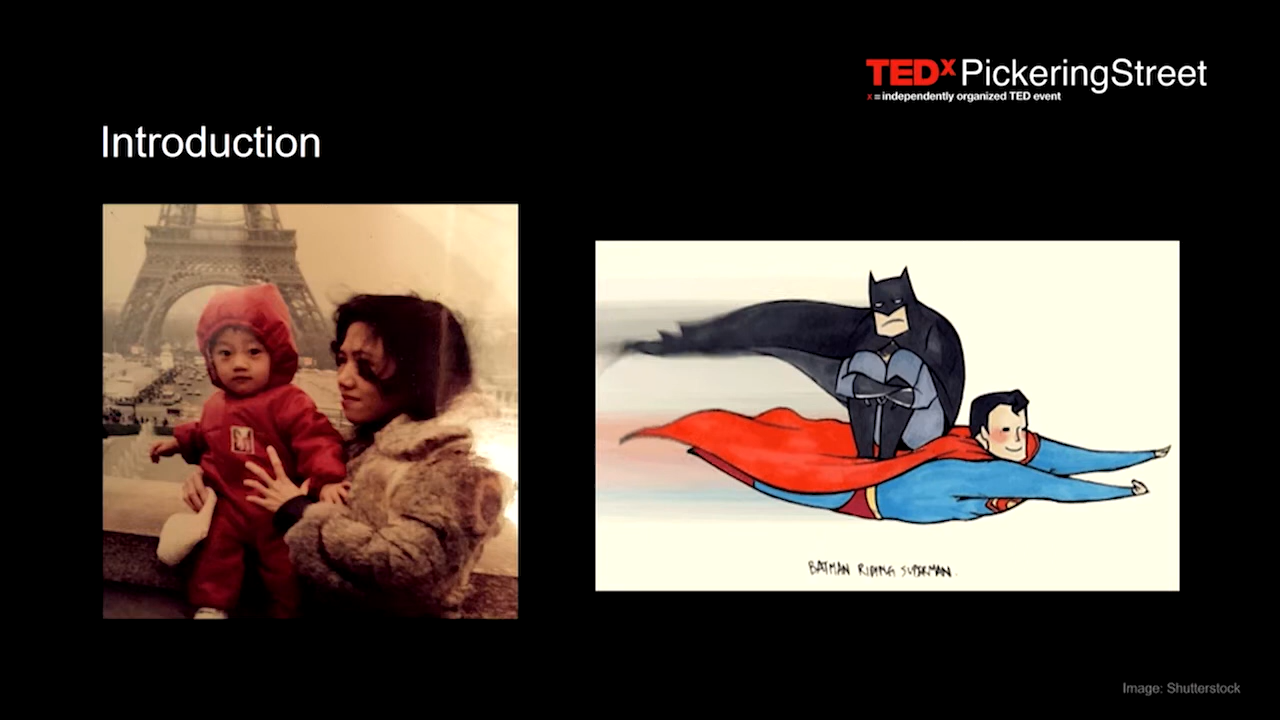 TEDx PickeringStreet
x = independently organized TED event
Introduction
BATMAN RIDING SUPERMAN.
Image: Shutterstock